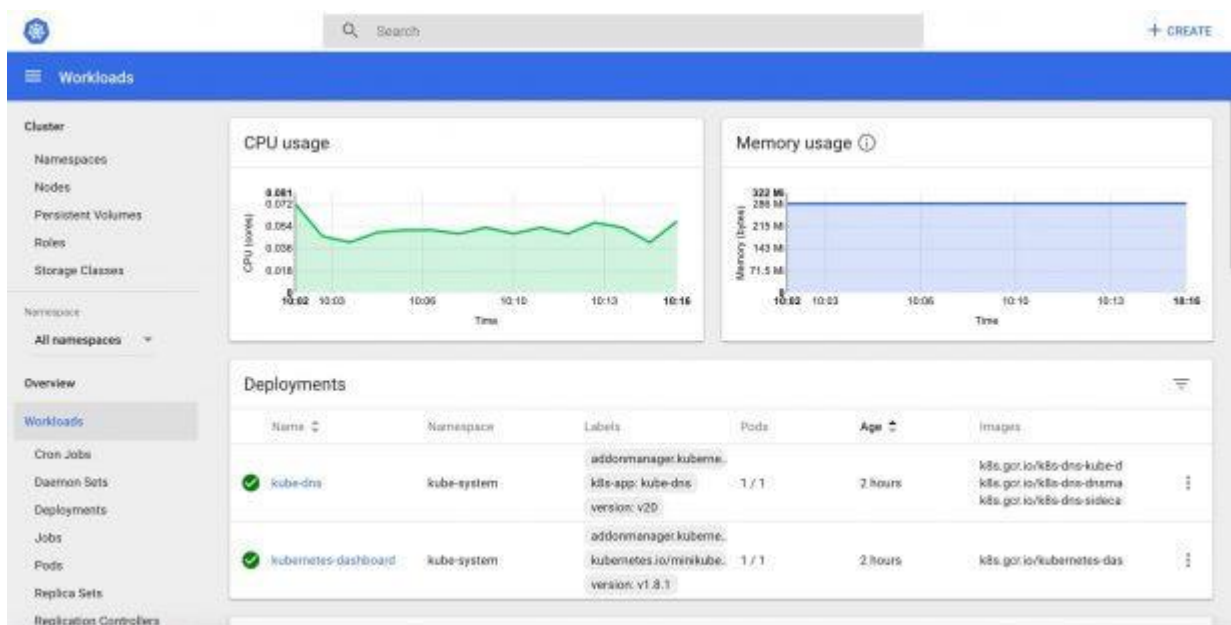 Search
+ CREATE
Workloads
Cluster
Namespaces
Nodes
Persistent Volumes
Roles
Storage Classes
Namespace
All namespaces
Overview
Workloads
Cron Jobs
Daemon Sets
Deployments
Jobs
Pods
Replica Sets
Replication Controllers
CPU usage
CPU (cores)
0.081
0.072
0.054
0.036
0.018
0
10:02 10:03 10:06 10:10 10:13 10:16
Time
Memory usage
Memory (bytes)
322 Mi
286 Mi
215 Mi
143 Mi
71.5 Mi
0
10:02 10:03 10:06 10:10 10:13 10:16
Time
Deployments
Name Namespace Labels Pods Age Images
kube-dns kube-system 1 / 1 2 hours
addonmanager.kuberne..
k8s-app: kube-dns
version: v20
k8s.gcr.io/k8s-dns-kube-d
k8s.gcr.io/k8s-dns-dnsma
k8s.gcr.io/k8s-dns-sideca
kubernetes-dashboard kube-system 1 / 1 2 hours
addonmanager.kuberne..
kubernetes.io/minikube..
version: v1.8.1
k8s.gcr.io/kubernetes-das